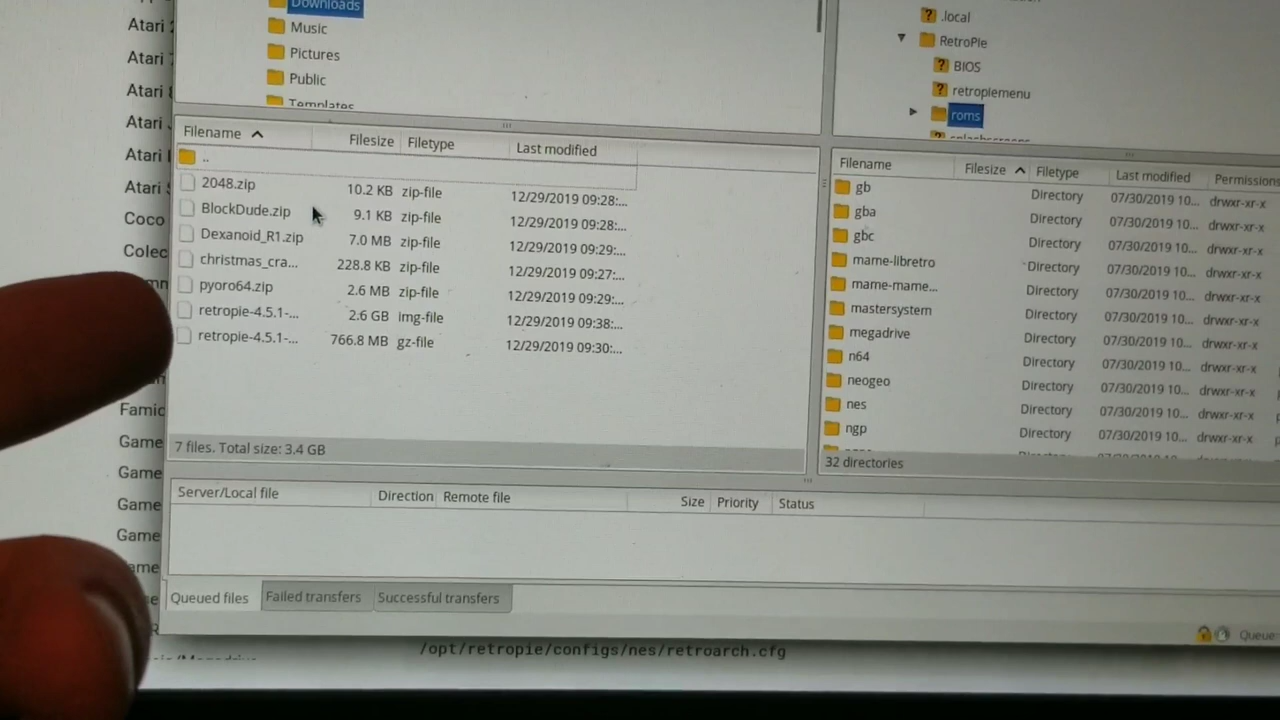 Downloads
Music
Pictures
Public
Templates
.local
RetroPie
BIOS
retropiemenu
roms
splashscreens
Atari
Atari
Atari
Atari
Atari
Atari
Coco
Colec
Famic
Game
Game
Game
Game
Filename Filesize Filetype Last modified
..
2048.zip 10.2 KB zip-file 12/29/2019 09:28:...
BlockDude.zip 9.1 KB zip-file 12/29/2019 09:28:...
Dexanoid_R1.zip 7.0 MB zip-file 12/29/2019 09:29:...
christmas_cra... 228.8 KB zip-file 12/29/2019 09:27:...
pyoro64.zip 2.6 MB zip-file 12/29/2019 09:29:...
retropie-4.5.1-... 2.6 GB img-file 12/29/2019 09:38:...
retropie-4.5.1-... 766.8 MB gz-file 12/29/2019 09:30:...
7 files. Total size: 3.4 GB
Filename Filesize Filetype Last modified Permissions
gb Directory 07/30/2019 10... drwxr-xr-x
gba Directory 07/30/2019 10... drwxr-xr-x
gbc Directory 07/30/2019 10... drwxr-xr-x
mame-libretro Directory 07/30/2019 10... drwxr-xr-x
mame-mame... Directory 07/30/2019 10... drwxr-xr-x
mastersystem Directory 07/30/2019 10... drwxr-xr-x
megadrive Directory 07/30/2019 10... drwxr-xr-x
n64 Directory 07/30/2019 10... drwxr-xr-x
neogeo Directory 07/30/2019 10... drwxr-xr-x
nes Directory 07/30/2019 10... drwxr-xr-x
ngp Directory 07/30/2019 10... drwxr-xr-x
32 directories
Server/Local file Direction Remote file Size Priority Status
Queued files Failed transfers Successful transfers
Queue
/opt/retropie/configs/nes/retroarch.cfg